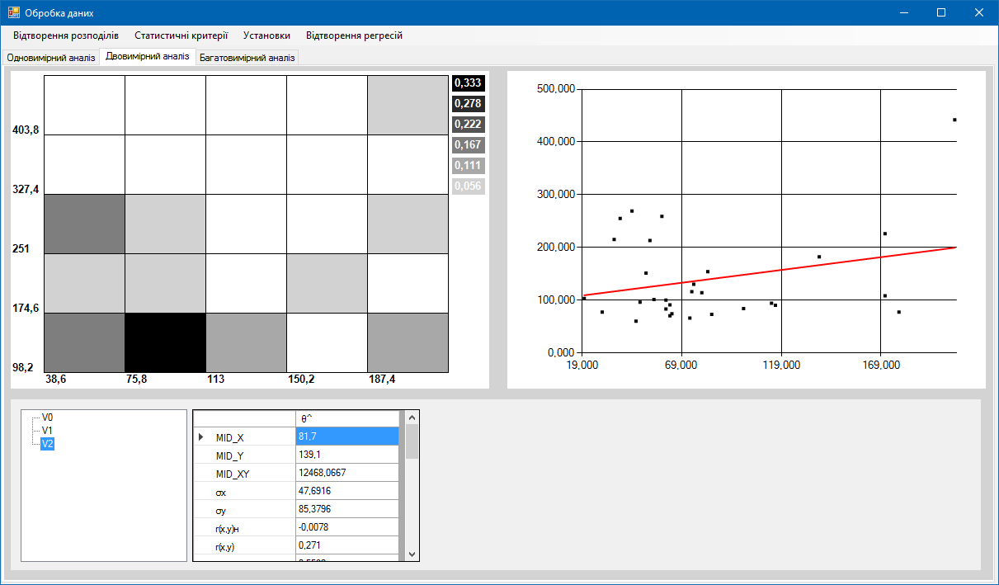 Обробка даних
Відтворення розподілів Статистичні критерії Установки Відтворення регресій
Одновимірний аналіз Двовимірний аналіз Багатовимірний аналіз
403,8
327,4
251
174,6
98,2
38,6 75,8 113 150,2 187,4
0,333
0,278
0,222
0,167
0,111
0,056
500,000
400,000
300,000
200,000
100,000
0,000
19,000 69,000 119,000 169,000
V0
V1
V2
θ^
MID_X 81,7
MID_Y 139,1
MID_XY 12468,0667
σx 47,6916
σy 85,3796
r(x,y)н -0,0078
r(x,y) 0,271